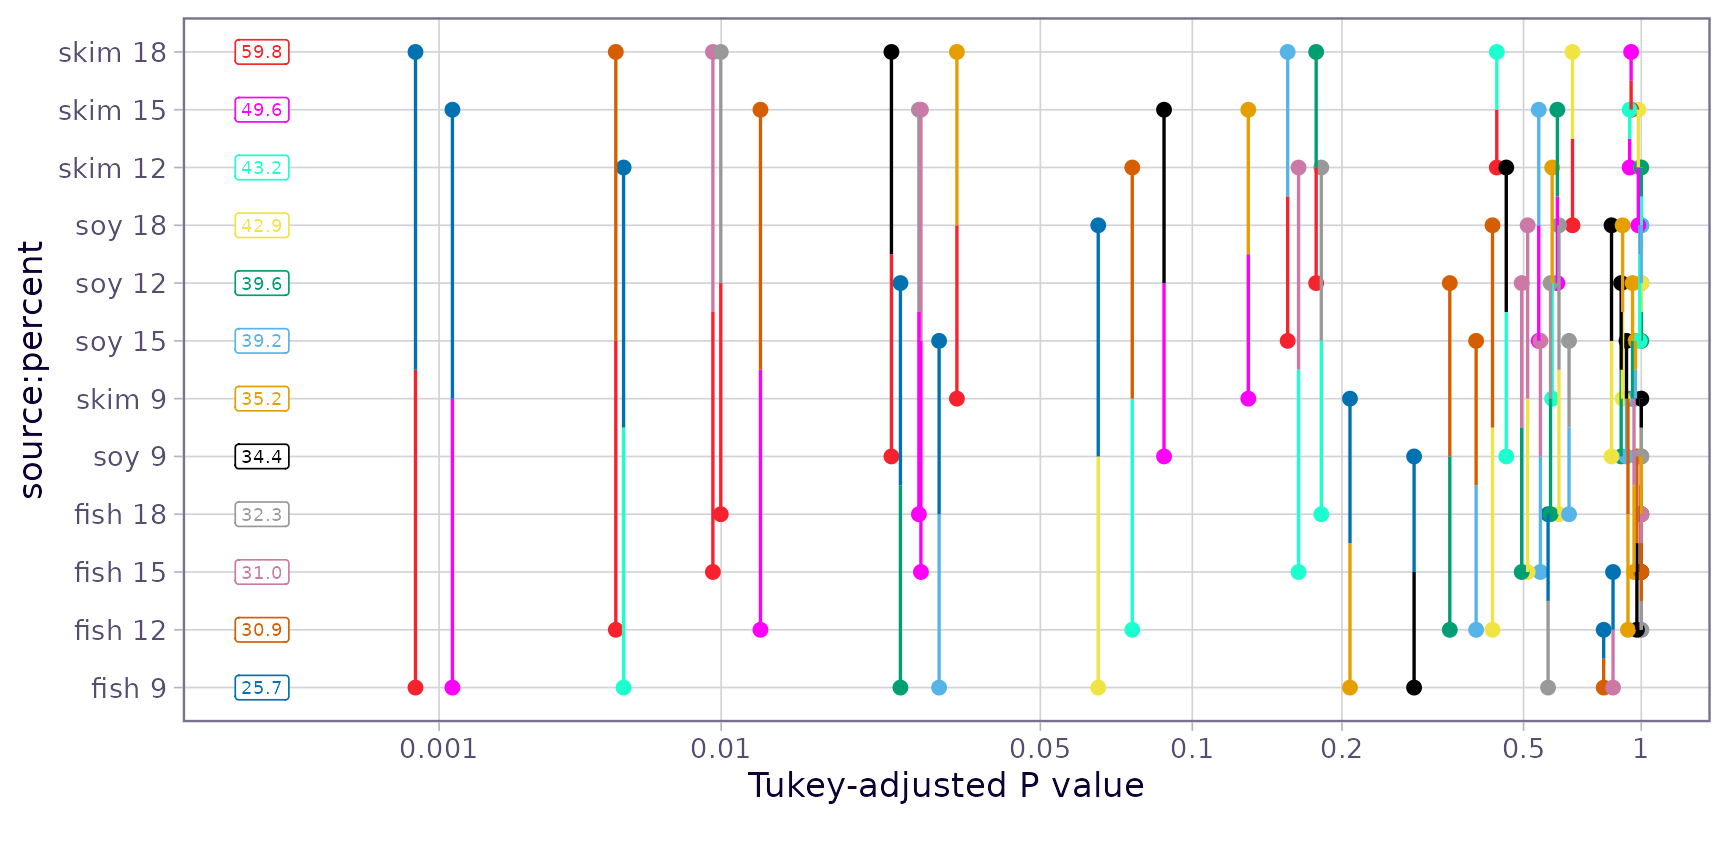 skim 18 59.8
skim 15 49.6
skim 12 43.2
soy 18 42.9
soy 12 39.6
soy 15 39.2
skim 9 35.2
soy 9 34.4
fish 18 32.3
fish 15 31.0
fish 12 30.9
fish 9 25.7
source:percent
0.001 0.01 0.05 0.1 0.2 0.5 1
Tukey-adjusted P value